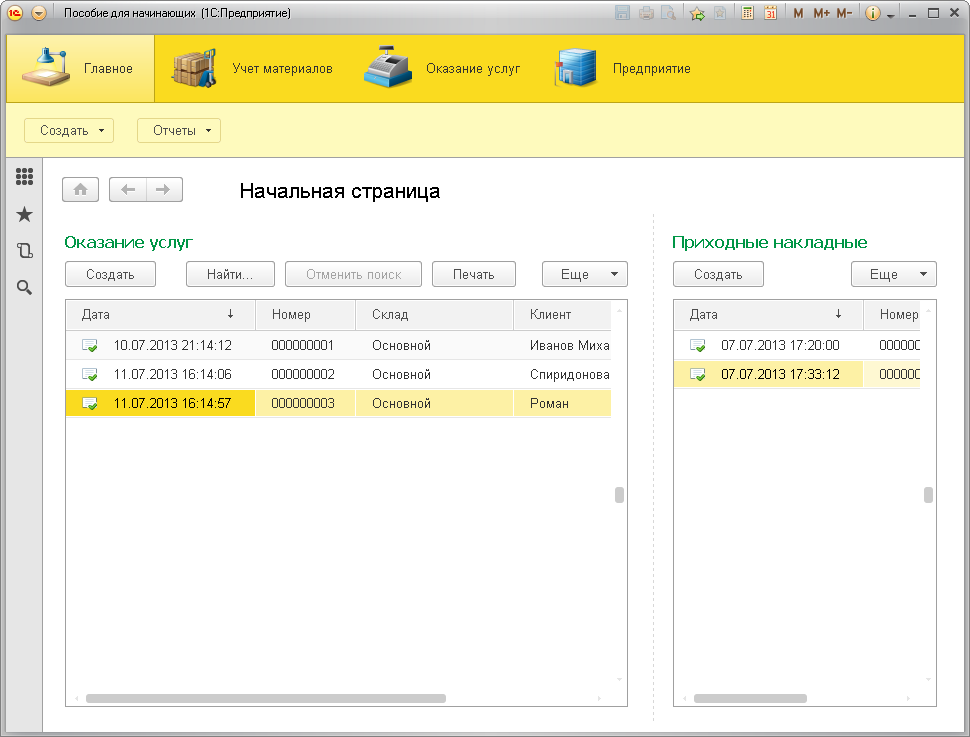 Пособие для начинающих (1С:Предприятие)
31 M M+ M-
Главное Учет материалов Оказание услуг Предприятие
Создать Отчеты
Начальная страница
Оказание услуг
Создать Найти... Отменить поиск Печать Еще
Дата Номер Склад Клиент
10.07.2013 21:14:12 000000001 Основной Иванов Миха
11.07.2013 16:14:06 000000002 Основной Спиридонова
11.07.2013 16:14:57 000000003 Основной Роман
Приходные накладные
Создать Еще
Дата Номер
07.07.2013 17:20:00 00000
07.07.2013 17:33:12 00000